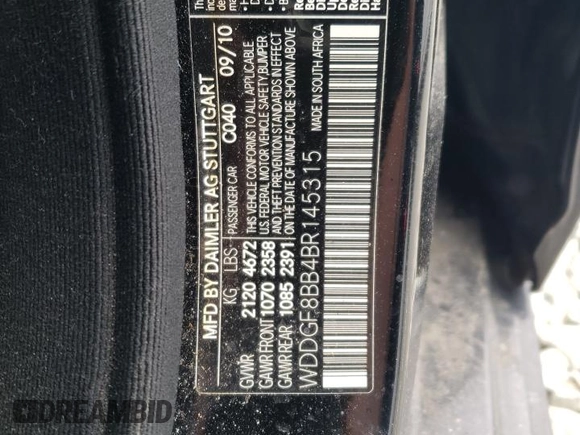 MFD BY DAIMLER AG STUTTGART
KG LBS PASSENGER CAR C040 09/10
GVWR 2120 4672 THIS VEHICLE CONFORMS TO ALL APPLICABLE
GAWR FRONT 1070 2358 U.S. FEDERAL MOTOR VEHICLE SAFETY, BUMPER
GAWR REAR 1085 2391 AND THEFT PREVENTION STANDARDS IN EFFECT
ON THE DATE OF MANUFACTURE SHOWN ABOVE
WDDGF8BB4BR145315 MADE IN SOUTH AFRICA
DREAMBID